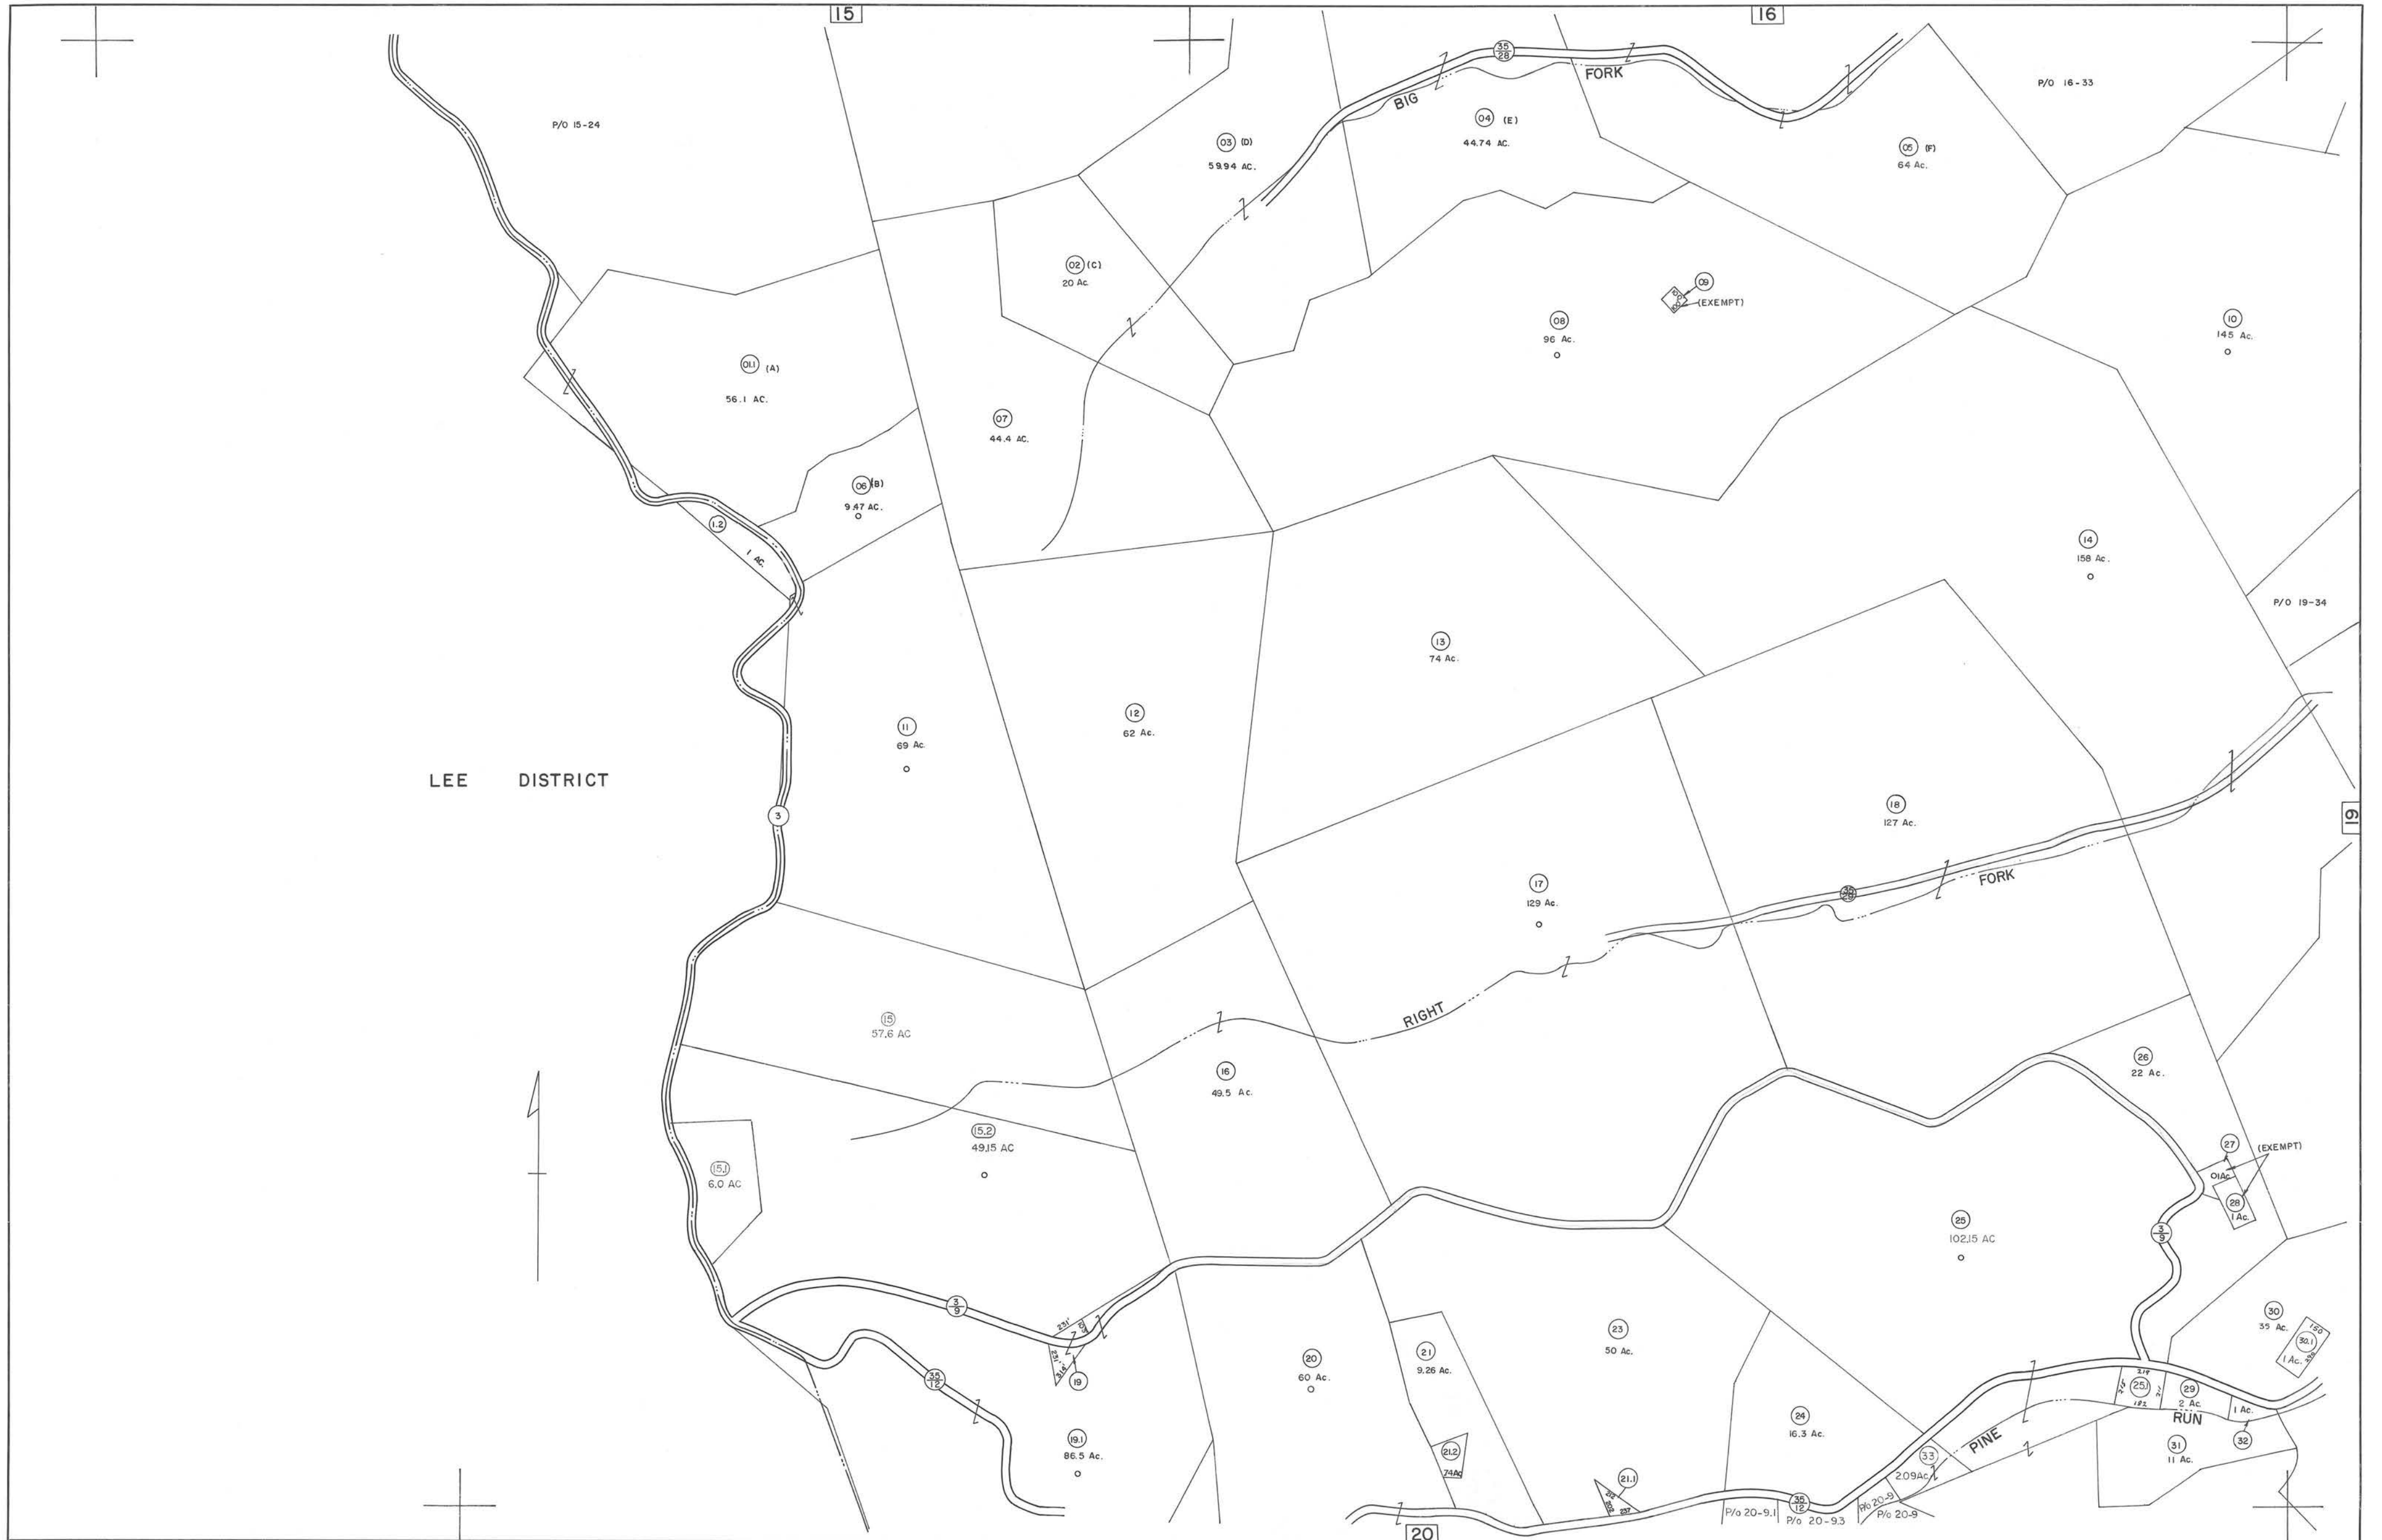 15
16
35
28
FORK
BIG
P/O 16-33
P/O 15-24
04 (E)
44.74 AC.
03 (D)
59.94 AC.
05 (F)
64 Ac.
02 (C)
20 Ac.
09
(EXEMPT)
08
96 Ac.
10
145 Ac.
01.1 (A)
56.1 AC.
07
44.4 AC.
06 (B)
9.47 AC.
1.2
1 AC.
14
158 Ac.
P/O 19-34
13
74 Ac.
12
62 Ac.
11
69 Ac.
LEE DISTRICT
3
18
127 Ac.
19
17
129 Ac.
FORK
RIGHT
15
57.6 AC
16
49.5 Ac.
26
22 Ac.
15.2
49.15 AC
15.1
6.0 AC
27
(EXEMPT)
.01Ac.
28
1 Ac.
25
102.15 AC
3
9
3
9
231'
231'
19
30
35 Ac.
150
30.1
1 Ac.
23
50 Ac.
21
9.26 Ac.
20
60 Ac.
35
12
219
25.1
182
29
2 Ac.
1 Ac.
RUN
32
24
16.3 Ac.
PINE
19.1
86.5 Ac.
21.2
.74Ac
31
11 Ac.
33
2.09Ac.
21.1
237
35
12
P/o 20-9.1
P/o 20-9.3
P/o 20-9
P/o 20-9
20